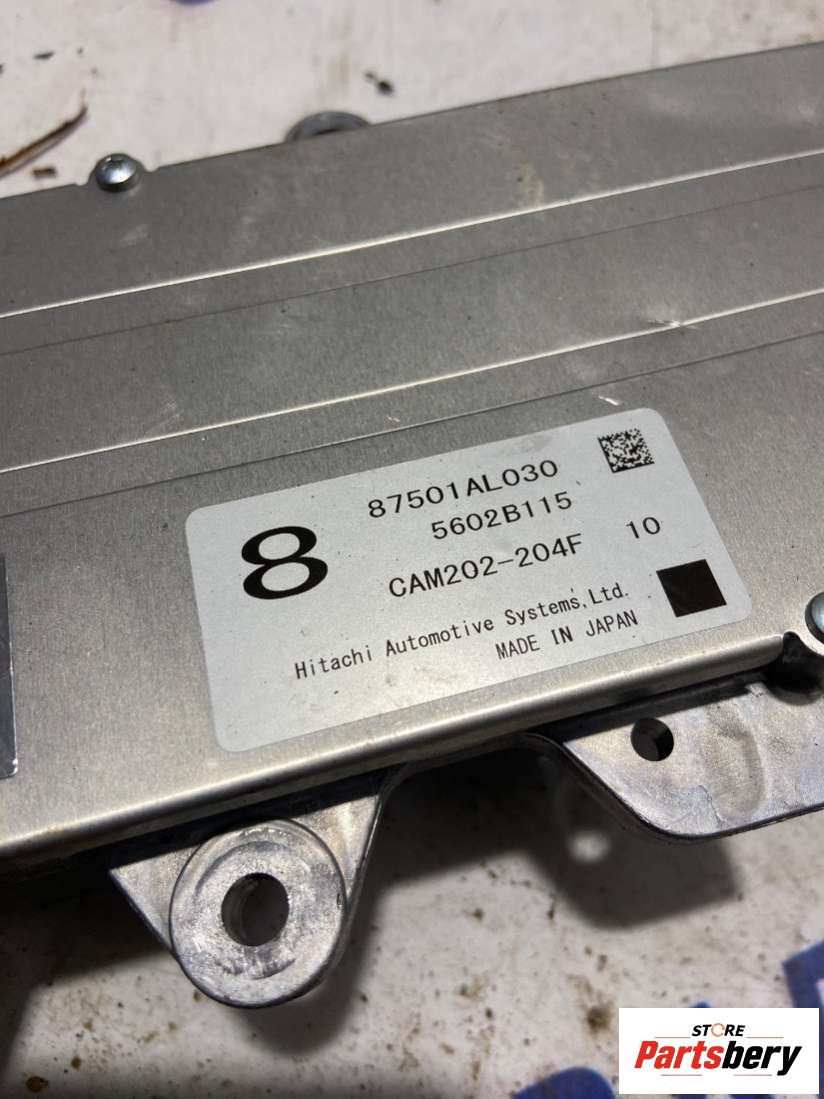 87501AL030
5602B115
8
CAM202-204F 10
Hitachi Automotive Systems,Ltd.
MADE IN JAPAN
STORE
Partsbery